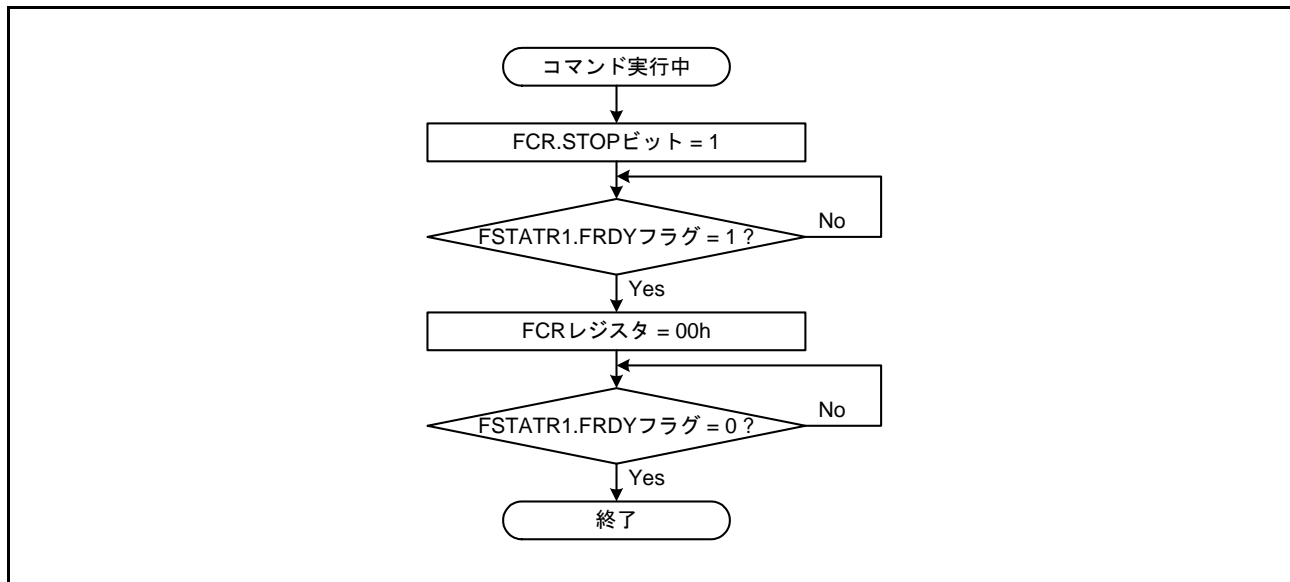 コマンド実行中
FCR.STOPビット = 1
FSTATR1.FRDYフラグ = 1 ?
No
Yes
FCRレジスタ = 00h
FSTATR1.FRDYフラグ = 0 ?
No
Yes
終了